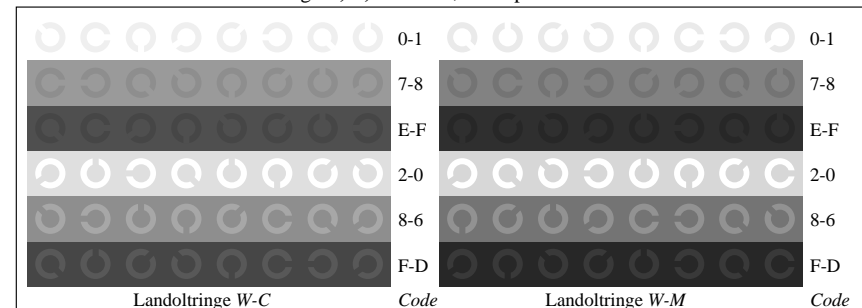 0-1 0-1
7-8 7-8
E-F E-F
2-0 2-0
8-6 8-6
F-D F-D
Landoltringe W-C Code Landoltringe W-M Code